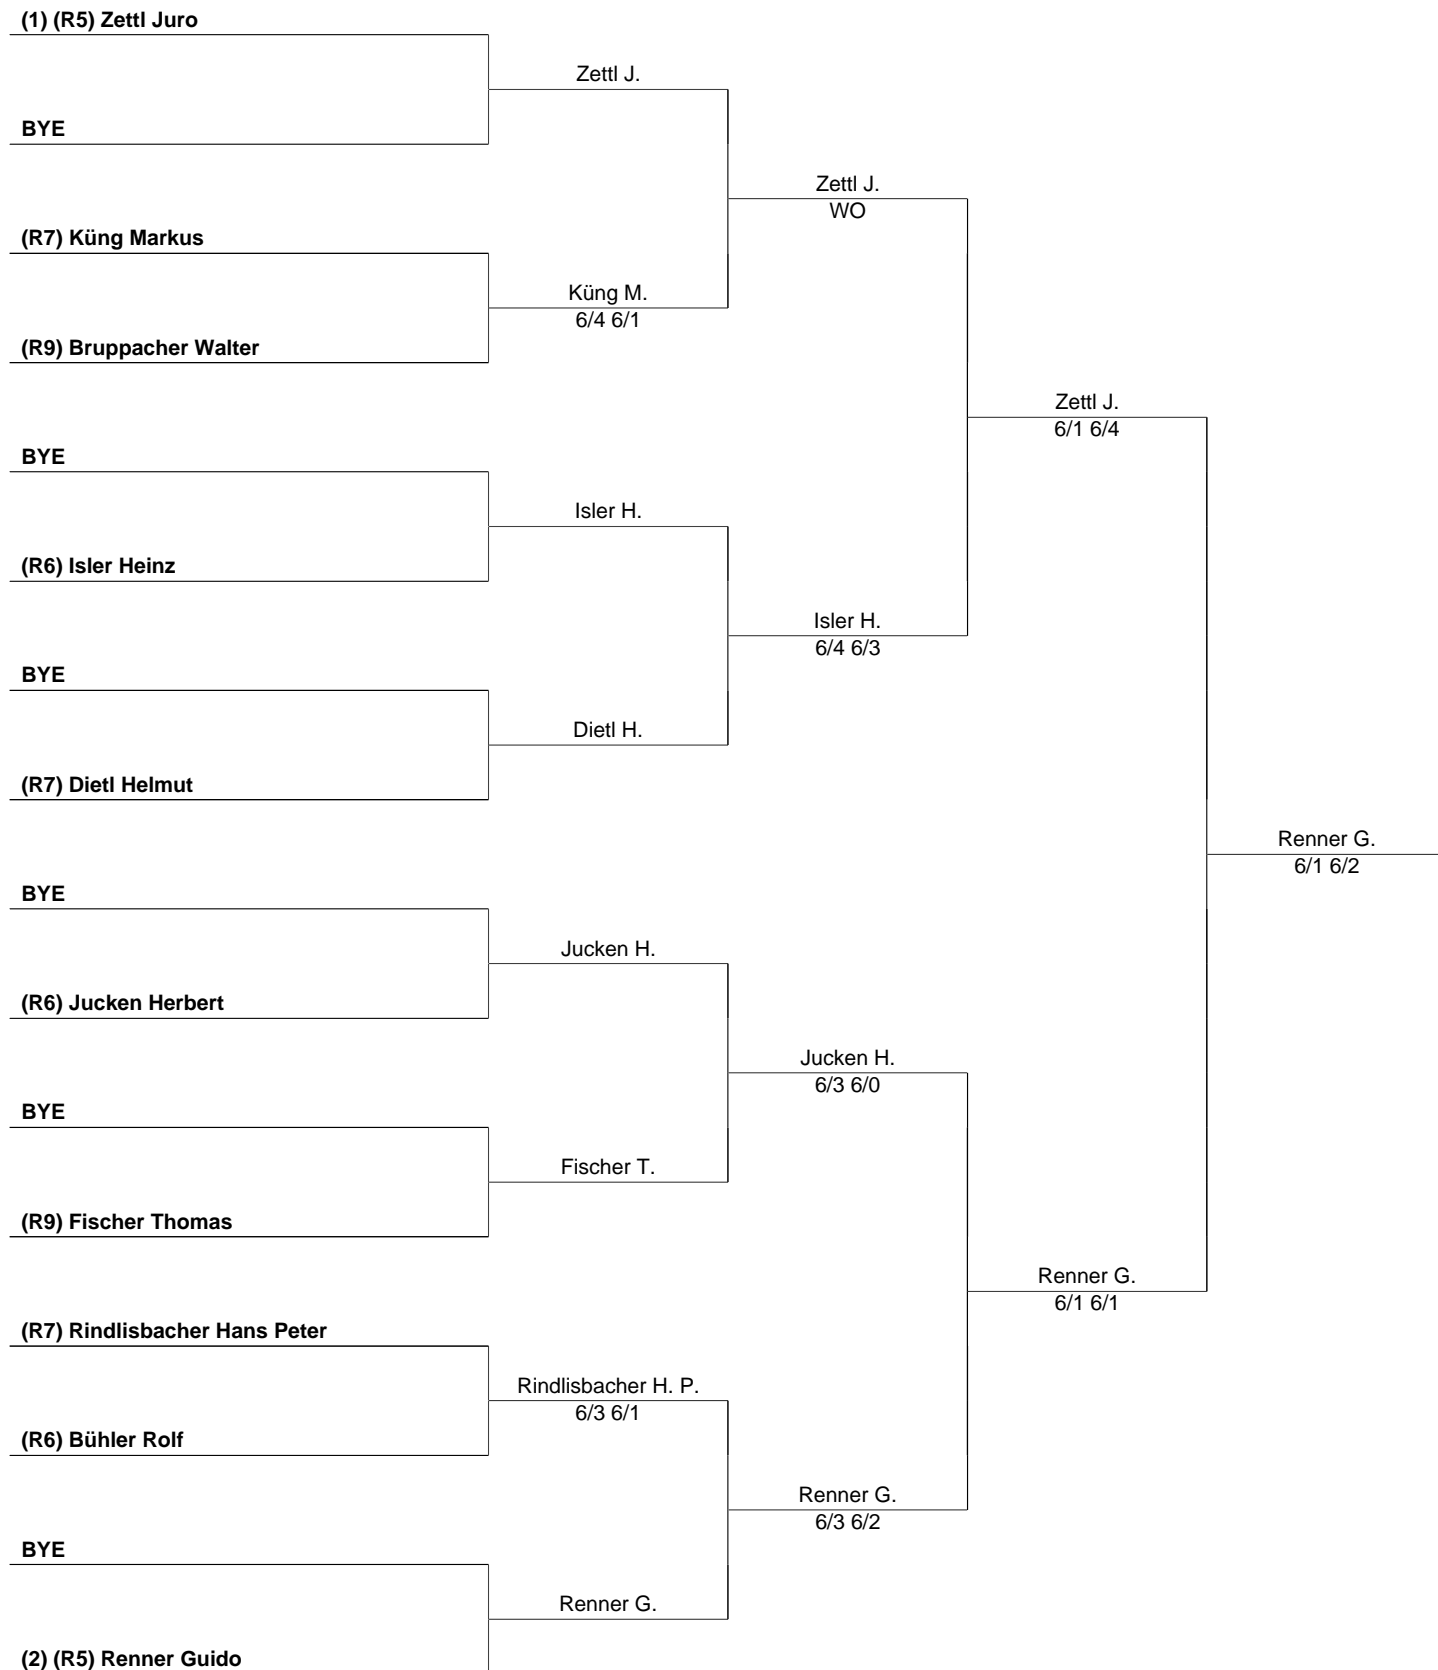 (1) (R5) Zettl Juro
Zettl J.
BYE
Zettl J.
WO
(R7) Küng Markus
Küng M.
6/4 6/1
(R9) Bruppacher Walter
Zettl J.
6/1 6/4
BYE
Isler H.
(R6) Isler Heinz
Isler H.
6/4 6/3
BYE
Dietl H.
(R7) Dietl Helmut
Renner G.
6/1 6/2
BYE
Jucken H.
(R6) Jucken Herbert
Jucken H.
6/3 6/0
BYE
Fischer T.
(R9) Fischer Thomas
Renner G.
6/1 6/1
(R7) Rindlisbacher Hans Peter
Rindlisbacher H. P.
6/3 6/1
(R6) Bühler Rolf
Renner G.
6/3 6/2
BYE
Renner G.
(2) (R5) Renner Guido